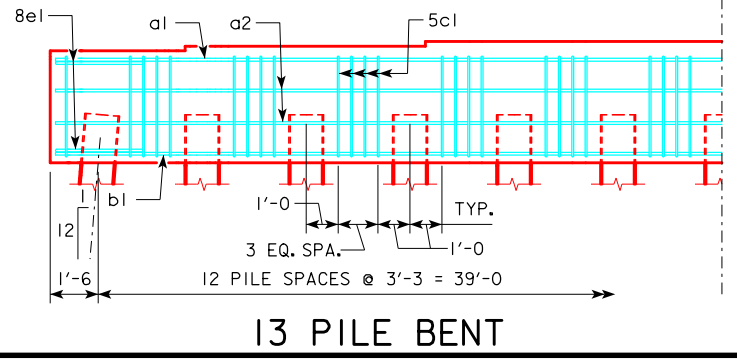 8e1 a1 a2 5c1
b1
1
12
1'-0 TYP.
3 EQ. SPA. 1'-0
1'-6 12 PILE SPACES @ 3'-3 = 39'-0
13 PILE BENT